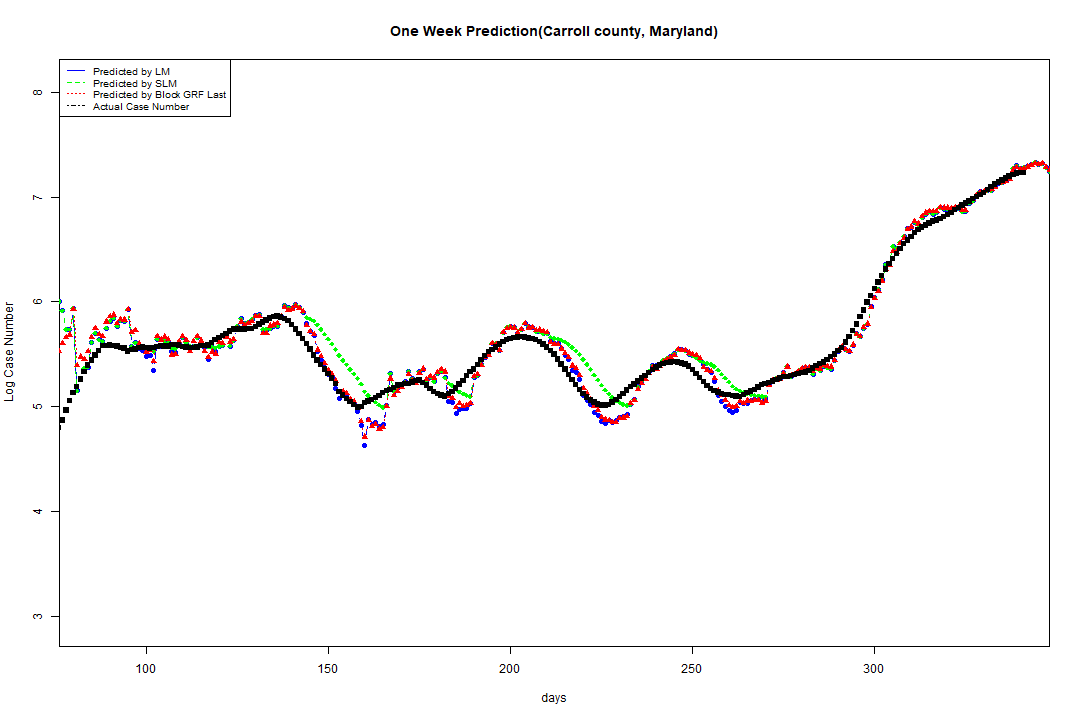 One Week Prediction(Carroll county, Maryland)
Predicted by LM
Predicted by SLM
Predicted by Block GRF Last
Actual Case Number
8
7
6
5
4
3
Log Case Number
100 150 200 250 300
days